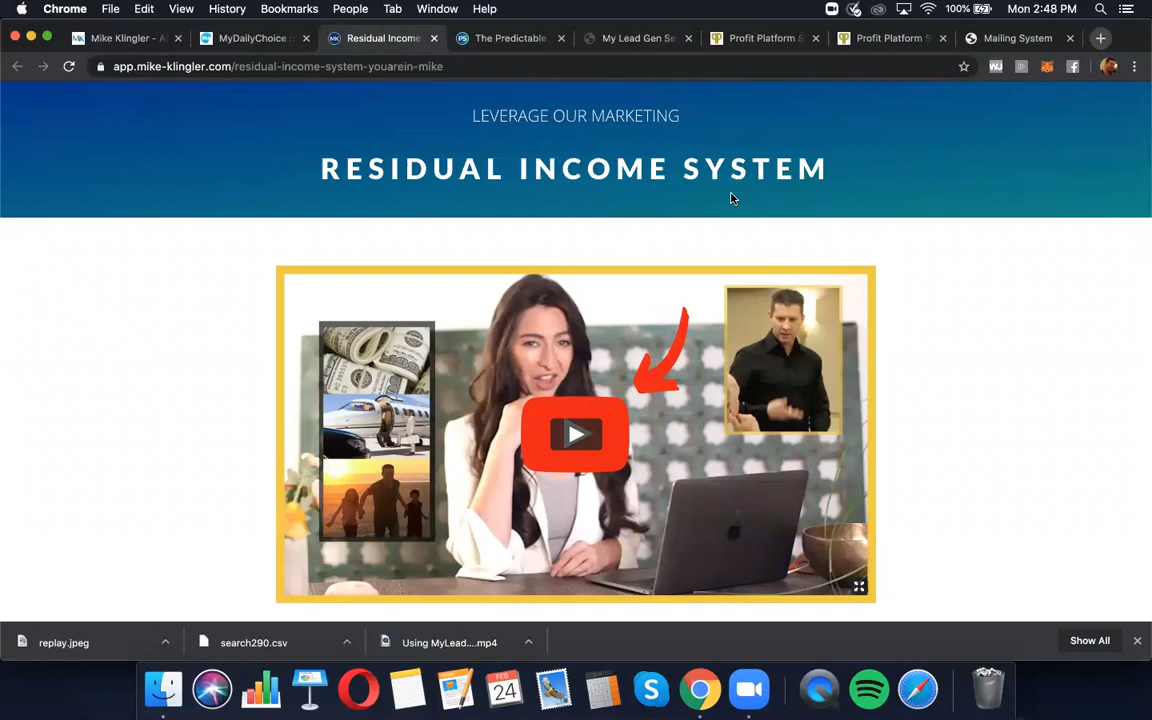 Chrome File Edit View History Bookmarks People Tab Window Help 100% Mon 2:48 PM
Mike Klingler - A MyDailyChoice Residual Income PS The Predictable My Lead Gen Se Profit Platform S Profit Platform S Mailing System
app.mike-klingler.com/residual-income-system-youarein-mike
LEVERAGE OUR MARKETING
RESIDUAL INCOME SYSTEM
replay.jpeg search290.csv Using MyLead....mp4 Show All
FEB
24